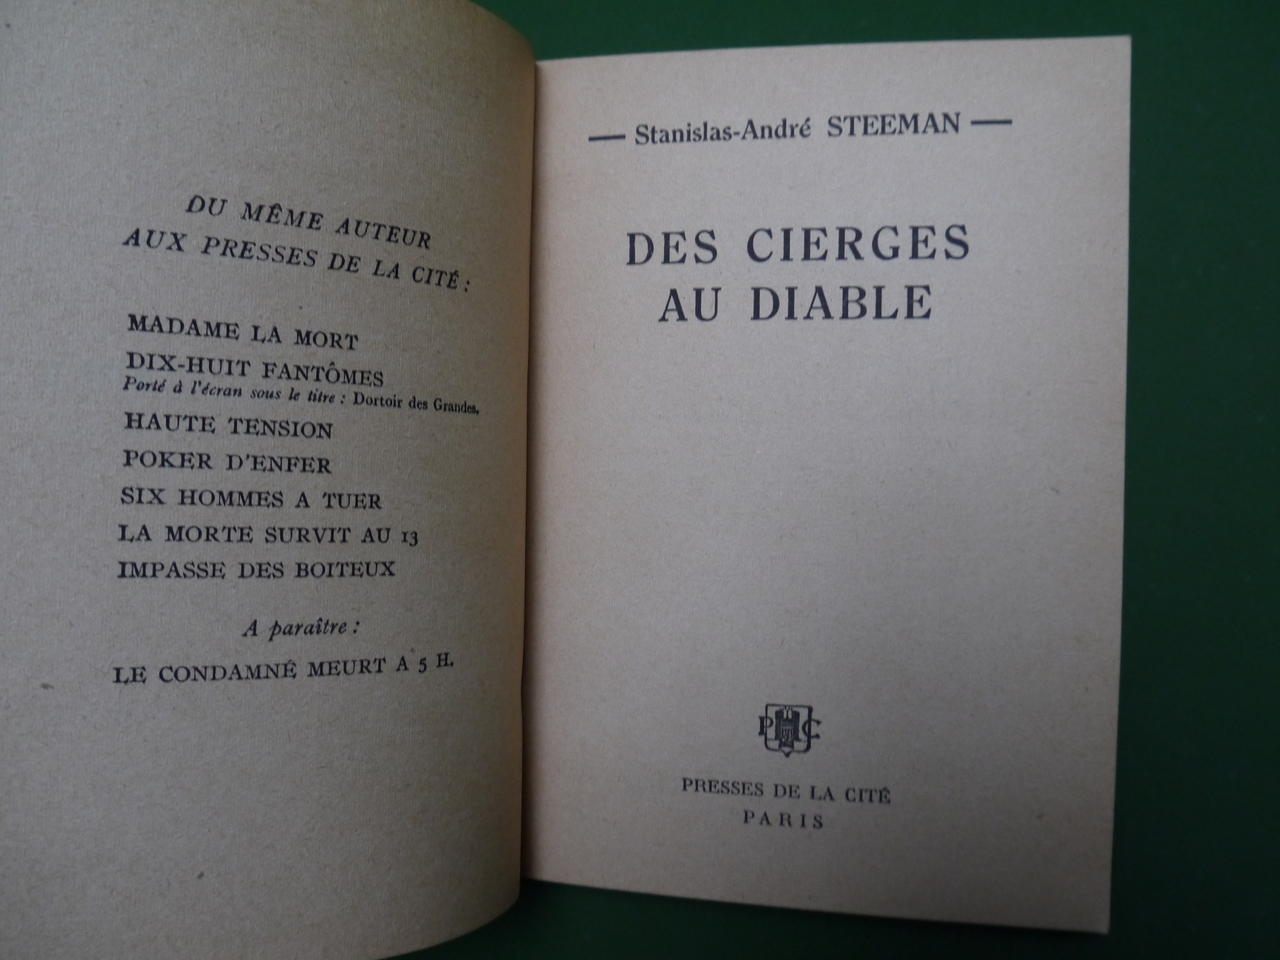 DU MÊME AUTEUR
AUX PRESSES DE LA CITÉ :
MADAME LA MORT
DIX-HUIT FANTÔMES
Porté à l'écran sous le titre : Dortoir des Grandes.
HAUTE TENSION
POKER D'ENFER
SIX HOMMES A TUER
LA MORTE SURVIT AU 13
IMPASSE DES BOITEUX
A paraître :
LE CONDAMNÉ MEURT A 5 H.
— Stanislas-André STEEMAN —
DES CIERGES
AU DIABLE
P C
PRESSES DE LA CITÉ
PARIS